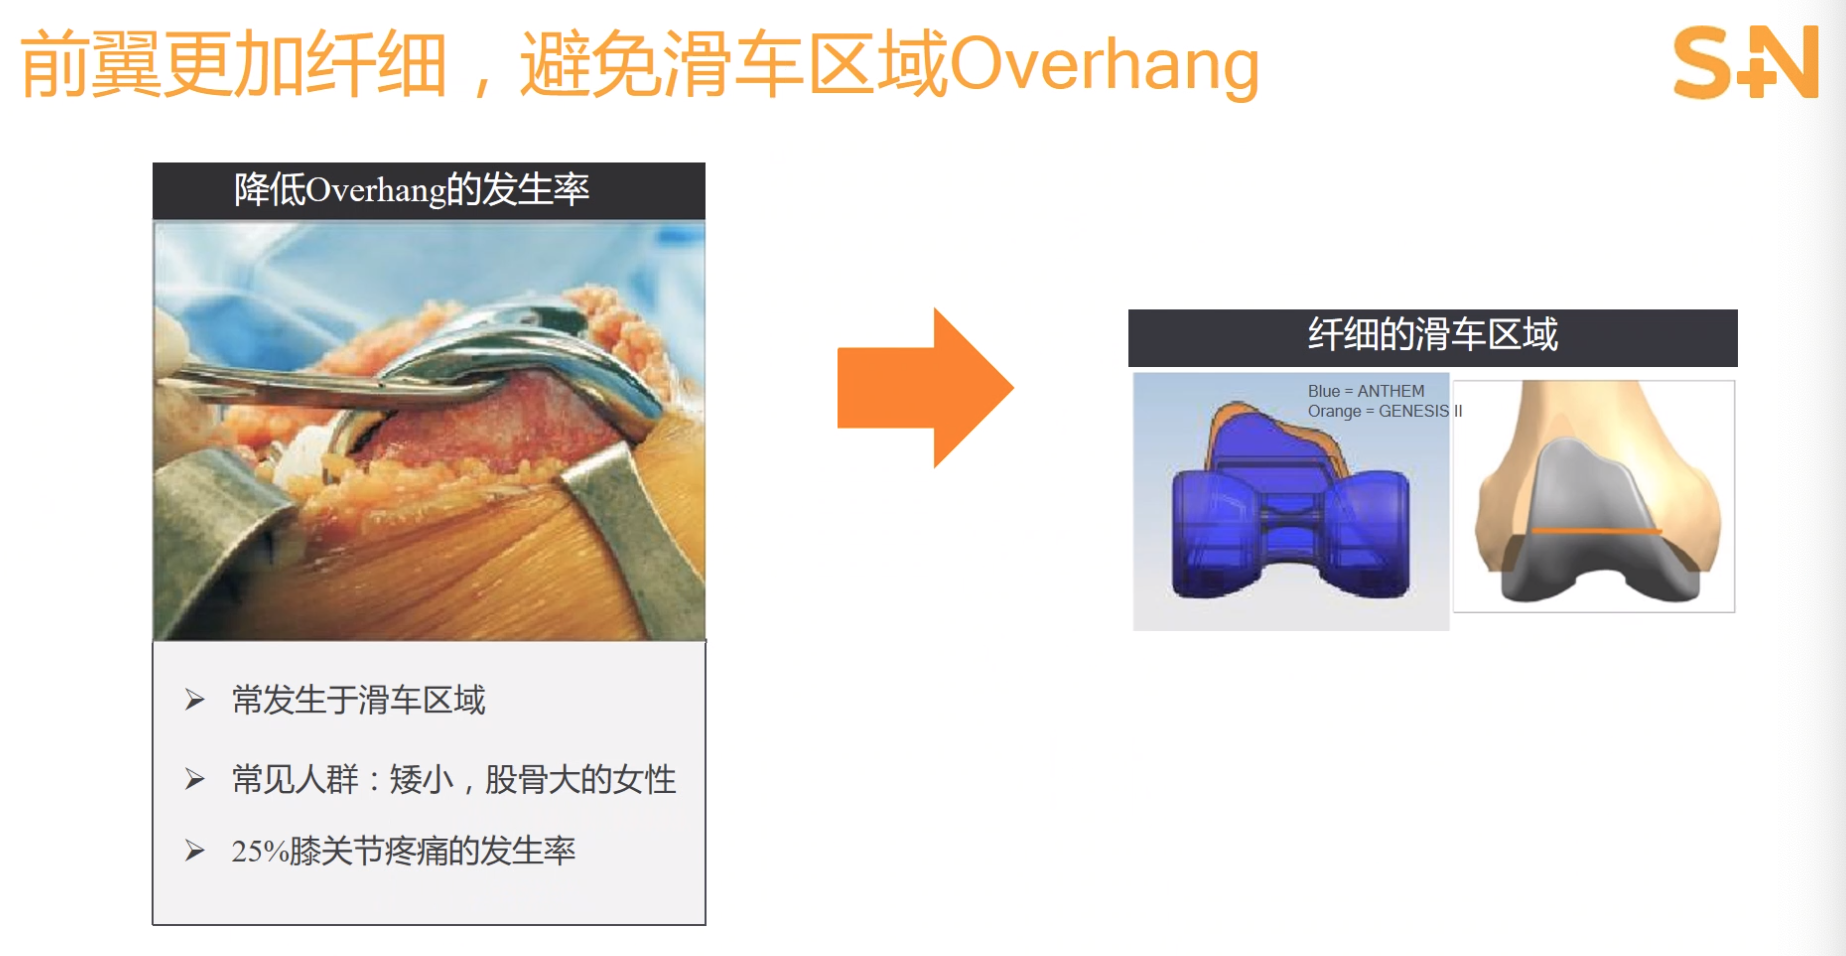 前翼更加纤细，避免滑车区域Overhang
S+N
降低Overhang的发生率
常发生于滑车区域
常见人群：矮小，股骨大的女性
25%膝关节疼痛的发生率
纤细的滑车区域
Blue = ANTHEM
Orange = GENESIS II